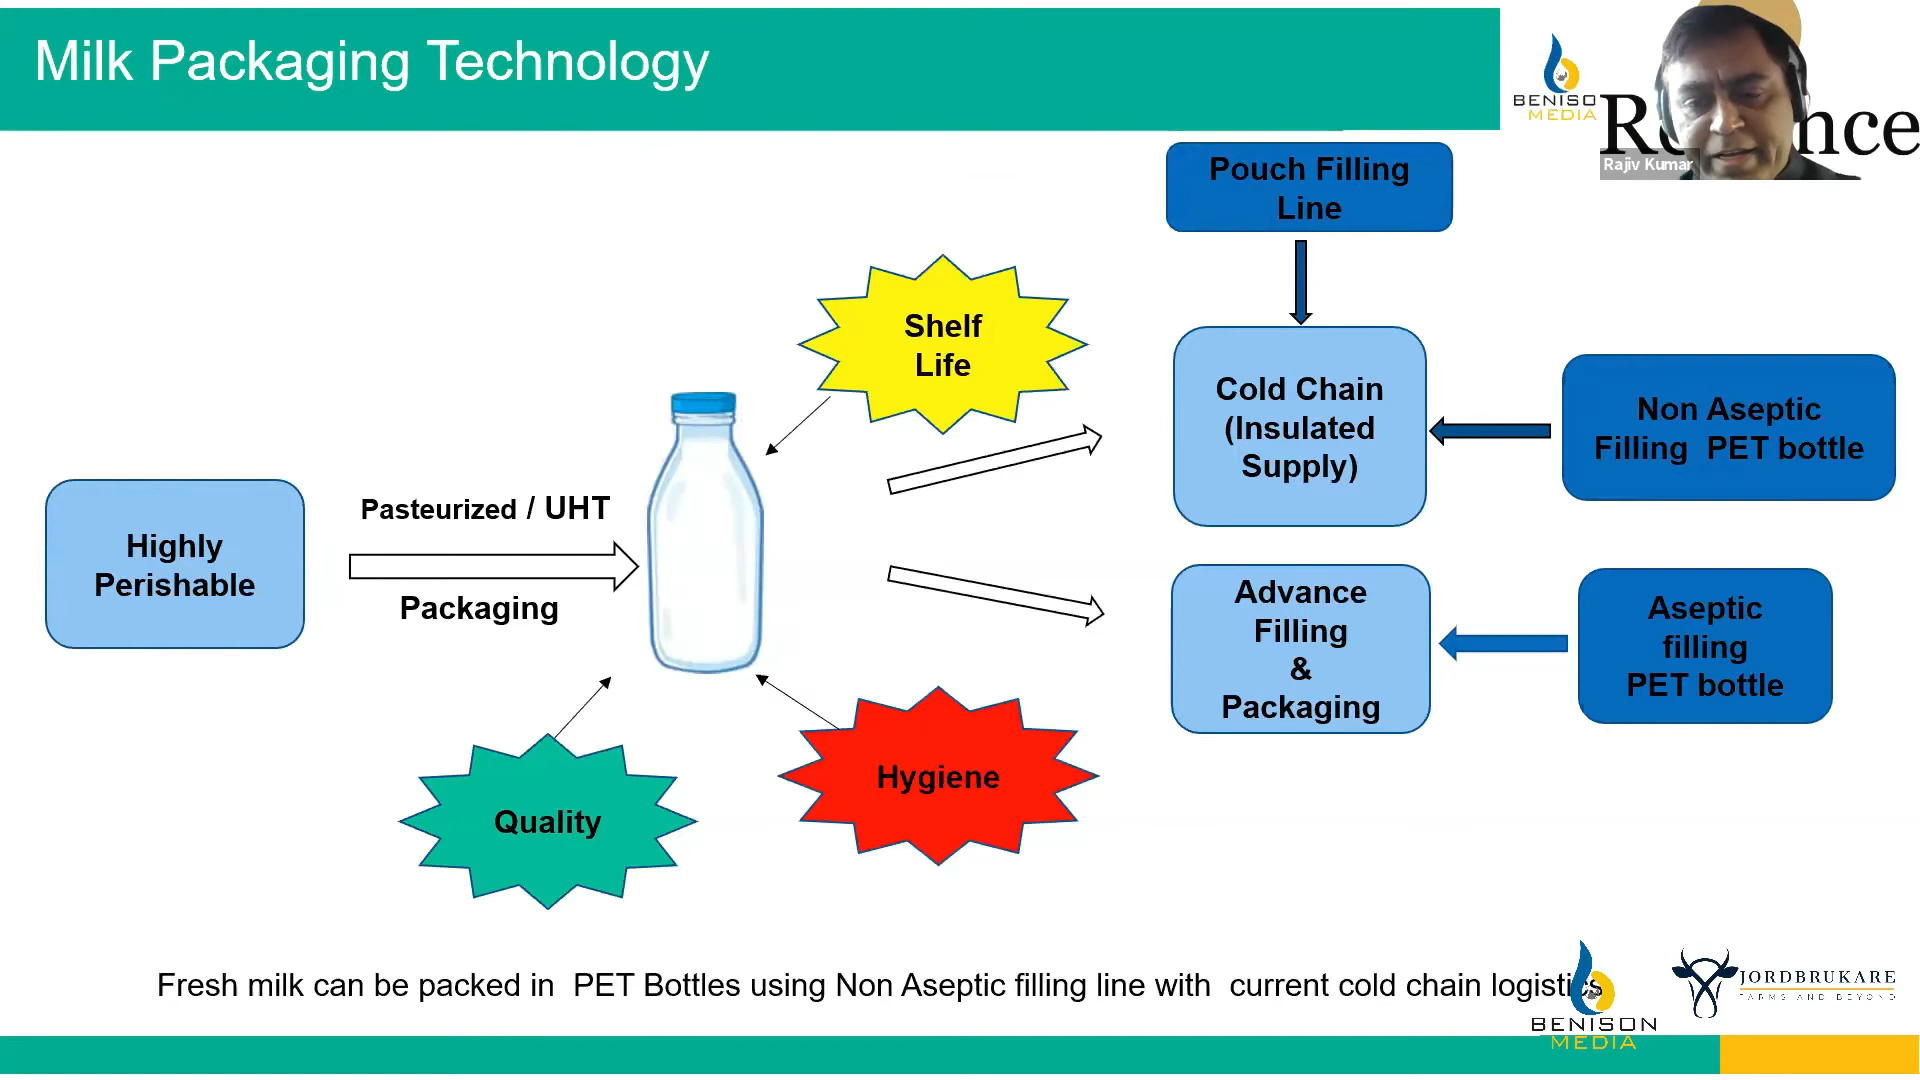 Milk Packaging Technology
BENISO
MEDIA
Rajiv Kumar
Pouch Filling
Line
Shelf
Life
Cold Chain
(Insulated
Supply)
Non Aseptic
Filling PET bottle
Highly
Perishable
Pasteurized / UHT
Packaging
Advance
Filling
&
Packaging
Aseptic
filling
PET bottle
Quality
Hygiene
Fresh milk can be packed in PET Bottles using Non Aseptic filling line with current cold chain logistics
BENISON
MEDIA
JORDBRUKARE
FARMS AND BEYOND